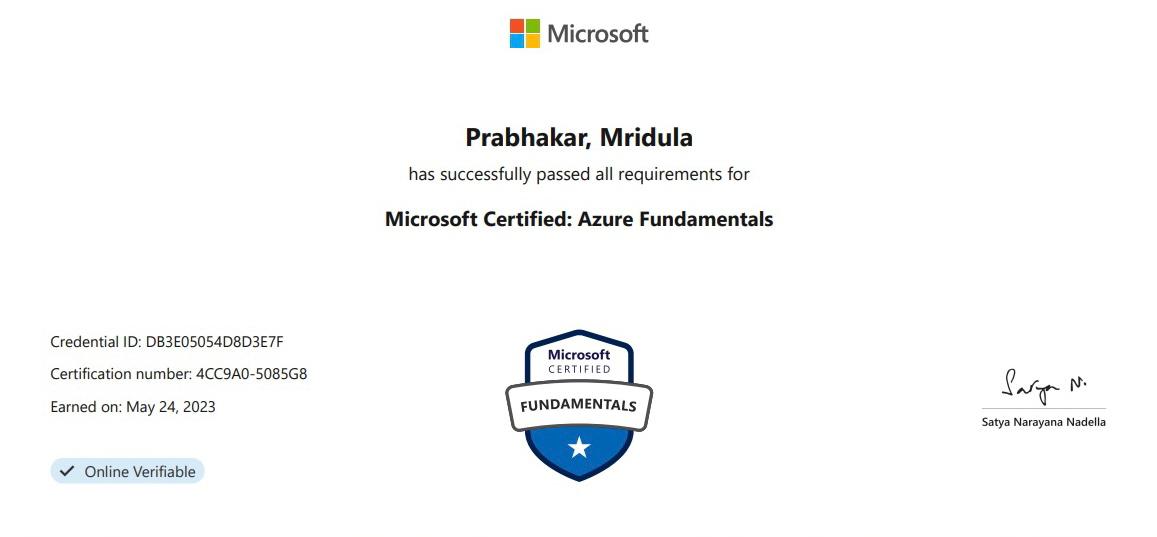 Microsoft
Prabhakar, Mridula
has successfully passed all requirements for
Microsoft Certified: Azure Fundamentals
Credential ID: DB3E05054D8D3E7F
Certification number: 4CC9A0-5085G8
Earned on: May 24, 2023
Online Verifiable
Microsoft
CERTIFIED
FUNDAMENTALS
Satya N.
Satya Narayana Nadella